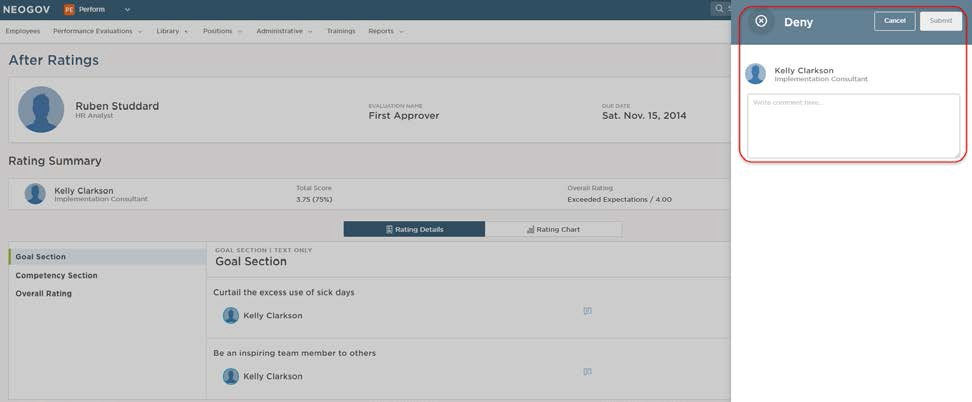 NEOGOV PE Perform
Employees Performance Evaluations Library Positions Administrative Trainings Reports
After Ratings
Ruben Studdard
HR Analyst
EVALUATION NAME
First Approver
DUE DATE
Sat. Nov. 15, 2014
Rating Summary
Kelly Clarkson
Implementation Consultant
Total Score
3.75 (75%)
Overall Rating
Exceeded Expectations / 4.00
Rating Details Rating Chart
Goal Section
Competency Section
Overall Rating
GOAL SECTION | TEXT ONLY
Goal Section
Curtail the excess use of sick days
Kelly Clarkson
Be an inspiring team member to others
Kelly Clarkson
Deny Cancel Submit
Kelly Clarkson
Implementation Consultant
Write comment here...